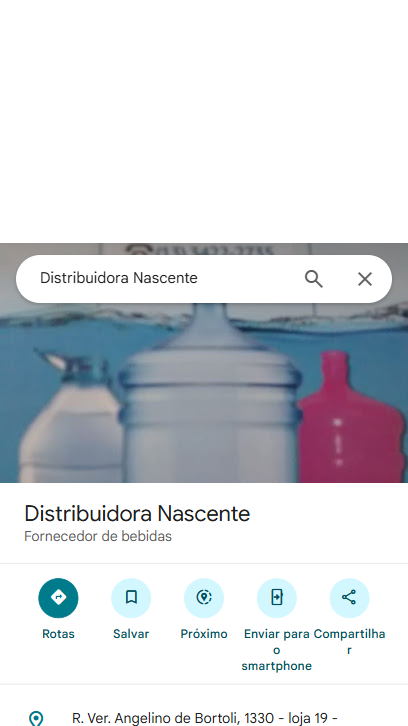 Distribuidora Nascente
Distribuidora Nascente
Fornecedor de bebidas
Rotas
Salvar
Próximo
Enviar para
o
smartphone
Compartilha
r
R. Ver. Angelino de Bortoli, 1330 - loja 19 -